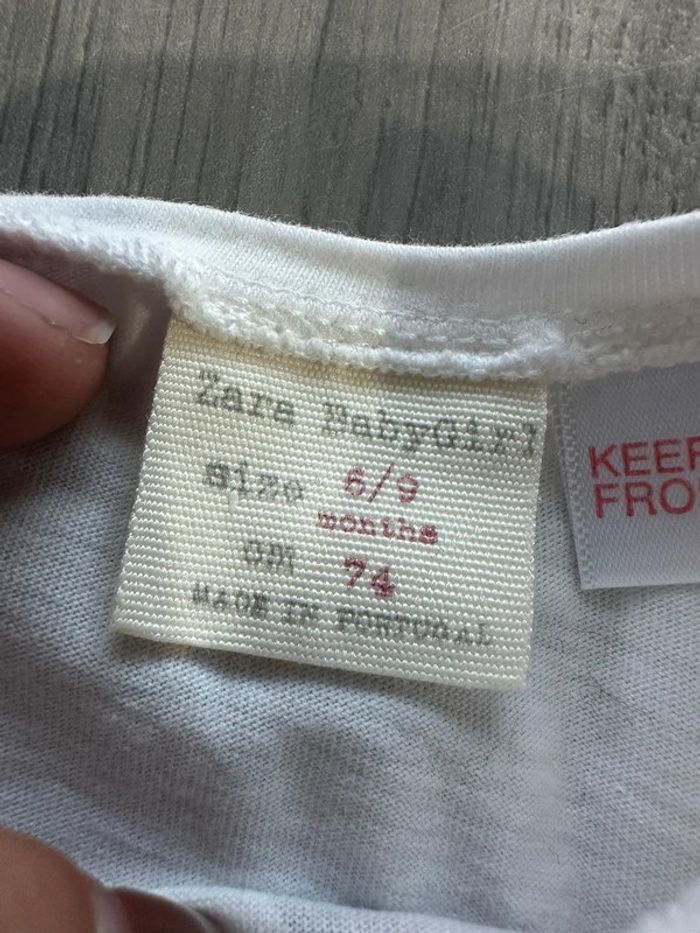 Zara BabyGirl
size 6/9
months
cm 74
MADE IN PORTUGAL
KEEP
FRO